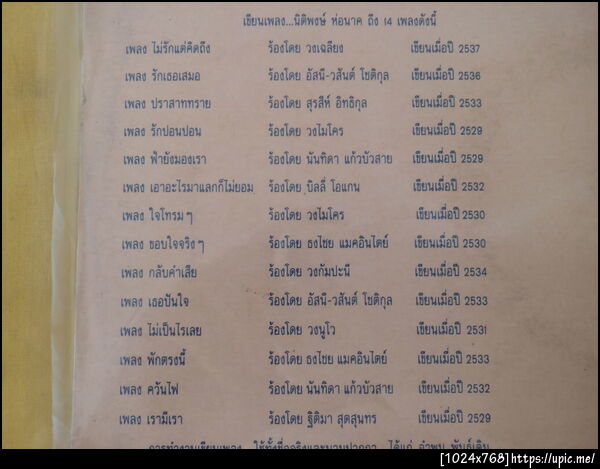 เขียนเพลง...นิติพงษ์ ห่อนาค ถึง 14 เพลงดังนี้
เพลง ไม่รักแต่คิดถึง ร้องโดย วงเฉลียง เขียนเมื่อปี 2537
เพลง รักเธอเสมอ ร้องโดย อัสนี-วสันต์ โชติกุล เขียนเมื่อปี 2536
เพลง ปราสาททราย ร้องโดย สุรสีห์ อิทธิกุล เขียนเมื่อปี 2533
เพลง รักปอนปอน ร้องโดย วงไมโคร เขียนเมื่อปี 2529
เพลง ฟ้ายังมองเรา ร้องโดย นันทิดา แก้วบัวสาย เขียนเมื่อปี 2529
เพลง เอาอะไรมาแลกก็ไม่ยอม ร้องโดย บิลลี่ โอแกน เขียนเมื่อปี 2532
เพลง ใจโทรมๆ ร้องโดย วงไมโคร เขียนเมื่อปี 2530
เพลง ขอบใจจริงๆ ร้องโดย ธงไชย แมคอินไตย์ เขียนเมื่อปี 2530
เพลง กลับคำเสีย ร้องโดย วงกัมปะนี เขียนเมื่อปี 2534
เพลง เธอปันใจ ร้องโดย อัสนี-วสันต์ โชติกุล เขียนเมื่อปี 2533
เพลง ไม่เป็นไรเลย ร้องโดย วงนูโว เขียนเมื่อปี 2531
เพลง พักตรงนี้ ร้องโดย ธงไชย แมคอินไตย์ เขียนเมื่อปี 2533
เพลง ควันไฟ ร้องโดย นันทิดา แก้วบัวสาย เขียนเมื่อปี 2532
เพลง เรามีเรา ร้องโดย ฐิติมา สุตสุนทร เขียนเมื่อปี 2529
การทำงานเขียนเพลง
[1024x768]https://upic.me/